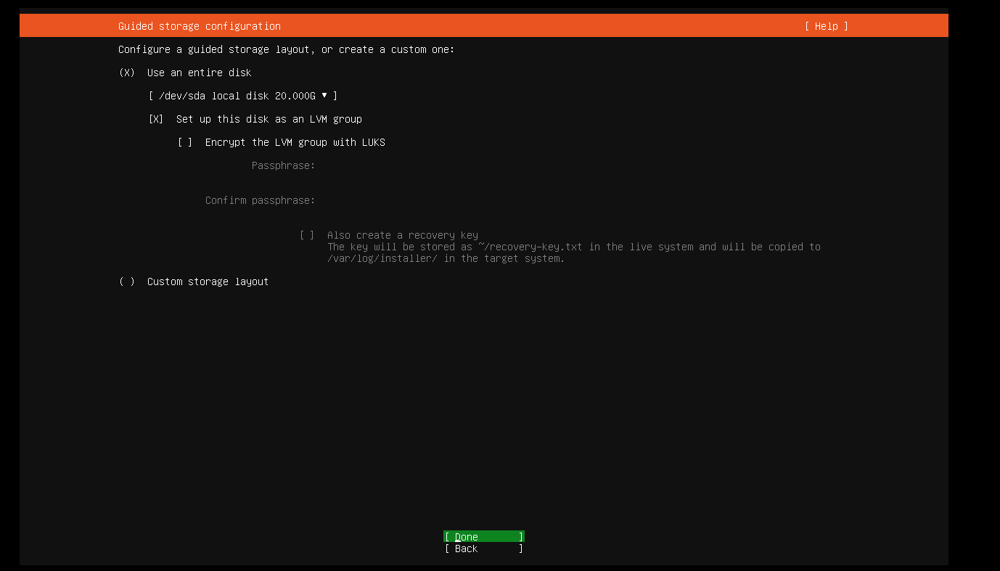 Guided storage configuration [ Help ]
Configure a guided storage layout, or create a custom one:
(X) Use an entire disk
[ /dev/sda local disk 20.000G ▾ ]
[X] Set up this disk as an LVM group
[ ] Encrypt the LVM group with LUKS
Passphrase:
Confirm passphrase:
[ ] Also create a recovery key
The key will be stored as ~/recovery-key.txt in the live system and will be copied to
/var/log/installer/ in the target system.
( ) Custom storage layout
[ Done ]
[ Back ]